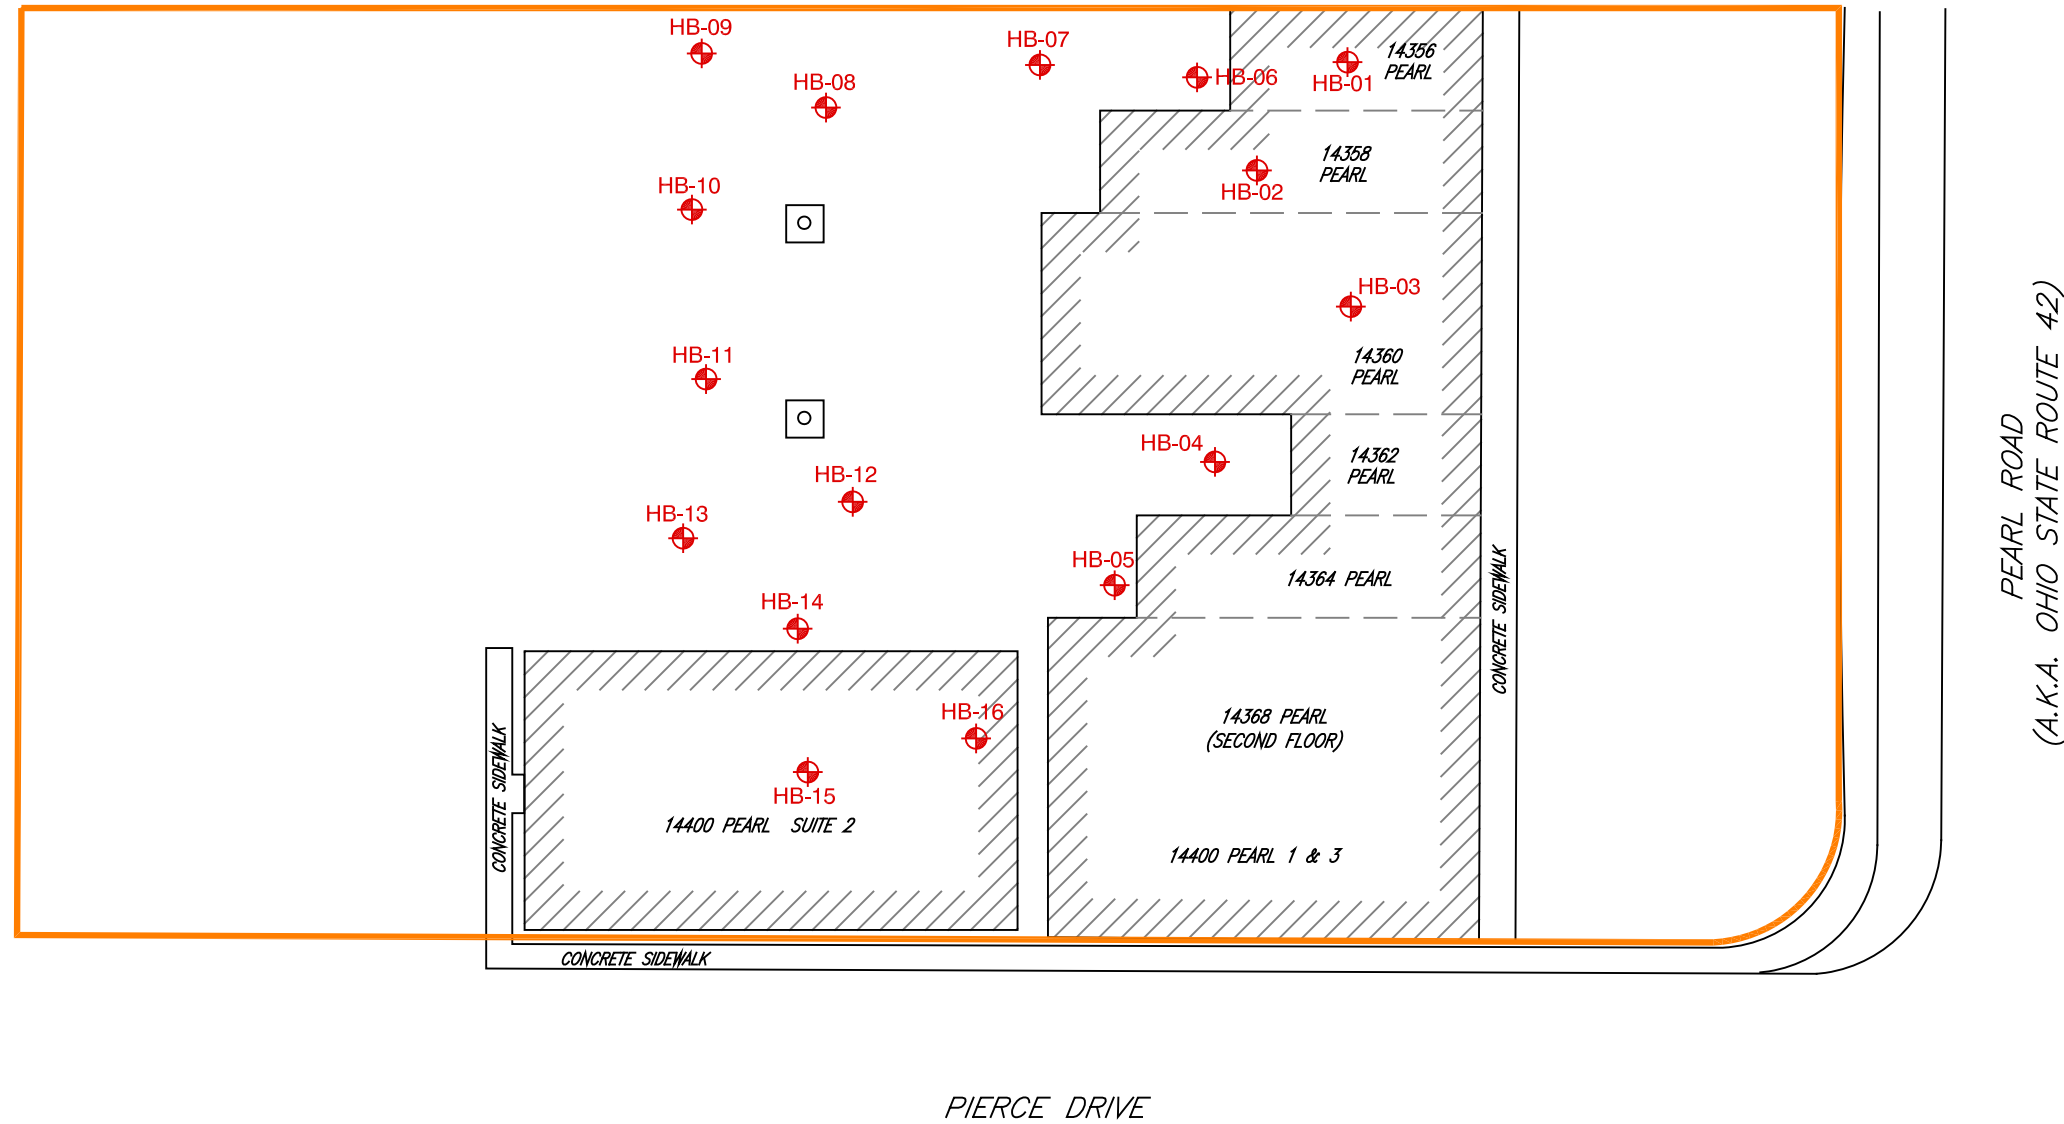 HB-09
HB-07
14356
PEARL
HB-06
HB-01
HB-08
14358
PEARL
HB-10
HB-02
HB-03
HB-11
14360
PEARL
HB-04
14362
PEARL
HB-12
HB-13
HB-05
14364 PEARL
HB-14
CONCRETE SIDEWALK
PEARL ROAD
(A.K.A. OHIO STATE ROUTE 42)
HB-16
14368 PEARL
(SECOND FLOOR)
CONCRETE SIDEWALK
HB-15
14400 PEARL SUITE 2
14400 PEARL 1 & 3
CONCRETE SIDEWALK
PIERCE DRIVE